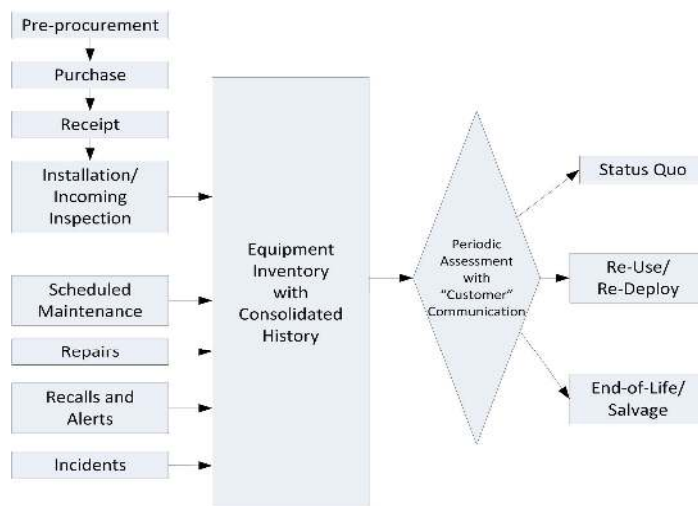 Pre-procurement
Purchase
Receipt
Installation/
Incoming
Inspection
Scheduled
Maintenance
Repairs
Recalls and
Alerts
Incidents
Equipment
Inventory
with
Consolidated
History
Periodic
Assessment
with
“Customer”
Communication
Status Quo
Re-Use/
Re-Deploy
End-of-Life/
Salvage